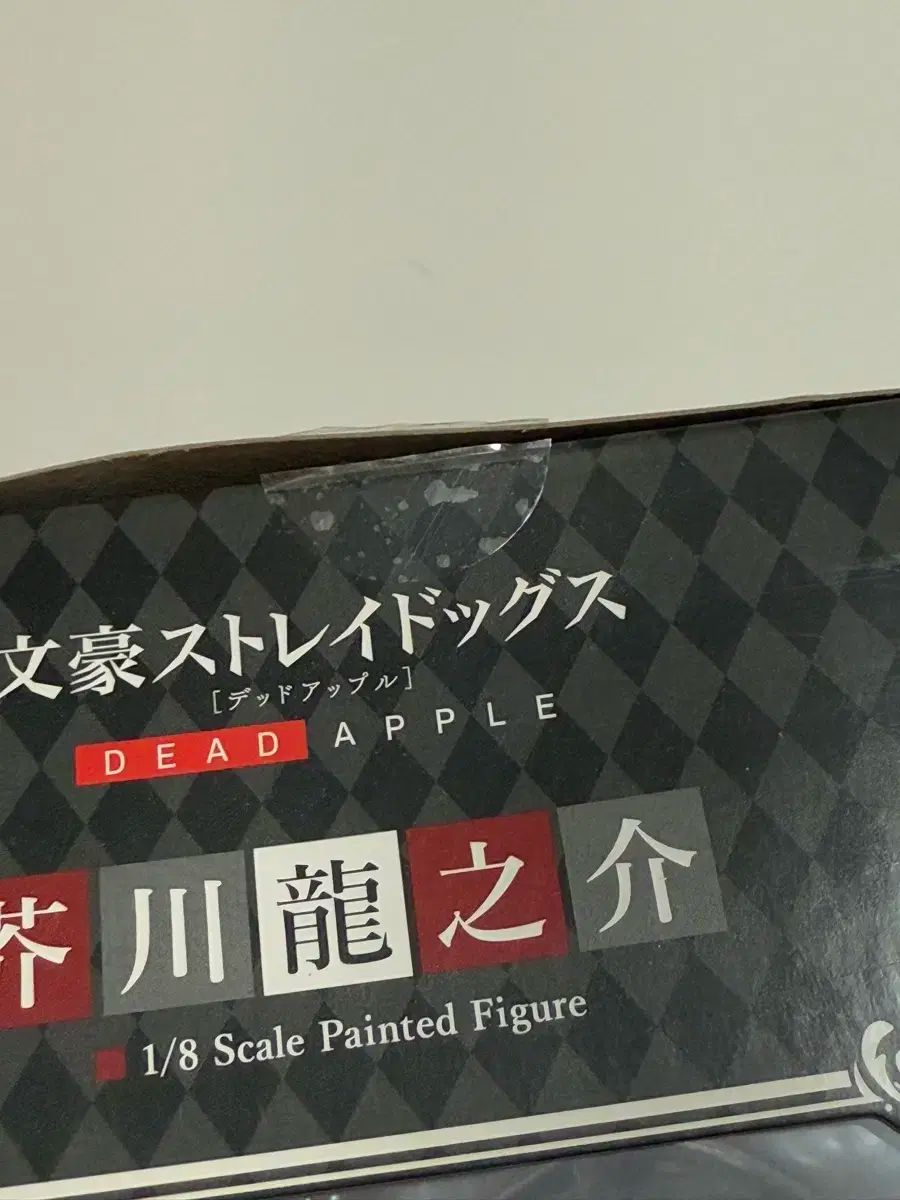 文豪ストレイドッグス
[デッドアップル]
DEAD APPLE
芥川龍之介
1/8 Scale Painted Figure